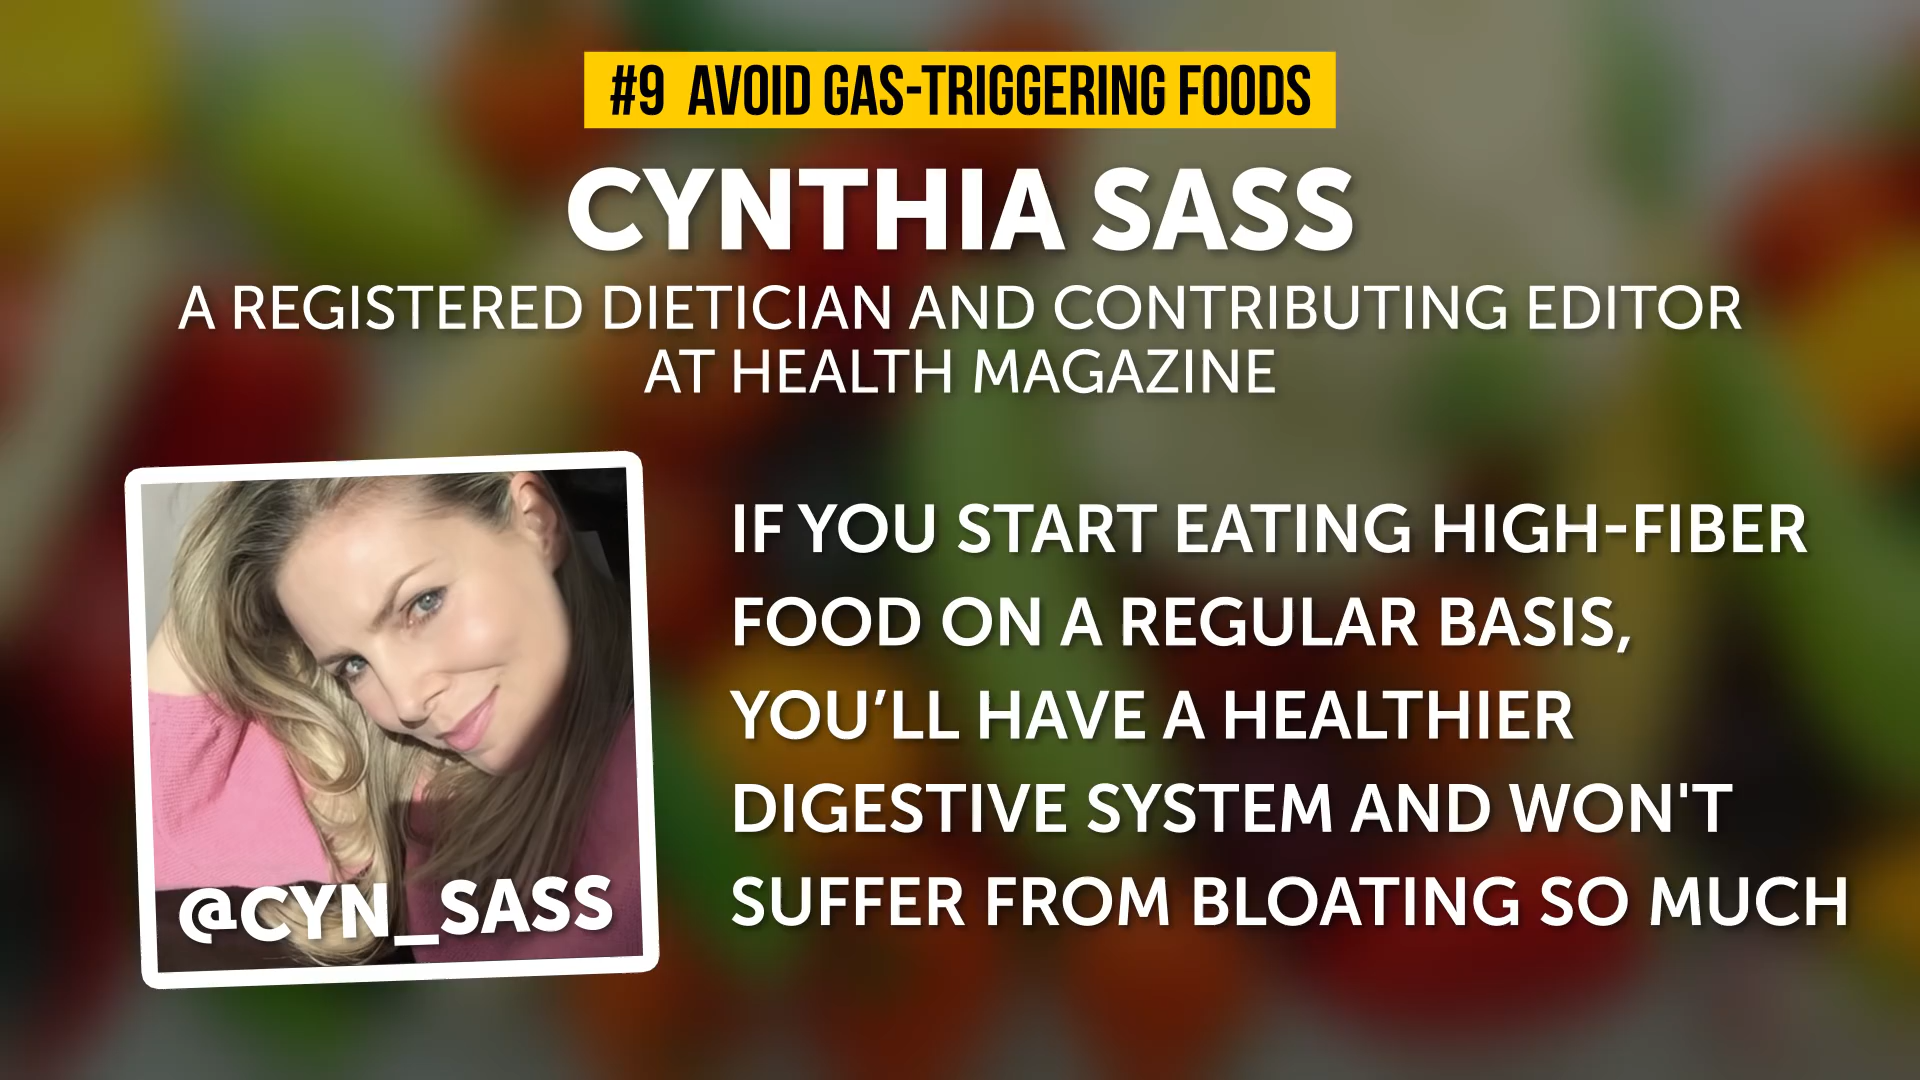 #9 AVOID GAS-TRIGGERING FOODS
CYNTHIA SASS
A REGISTERED DIETICIAN AND CONTRIBUTING EDITOR
AT HEALTH MAGAZINE
IF YOU START EATING HIGH-FIBER
FOOD ON A REGULAR BASIS,
YOU’LL HAVE A HEALTHIER
DIGESTIVE SYSTEM AND WON'T
SUFFER FROM BLOATING SO MUCH
@CYN_SASS